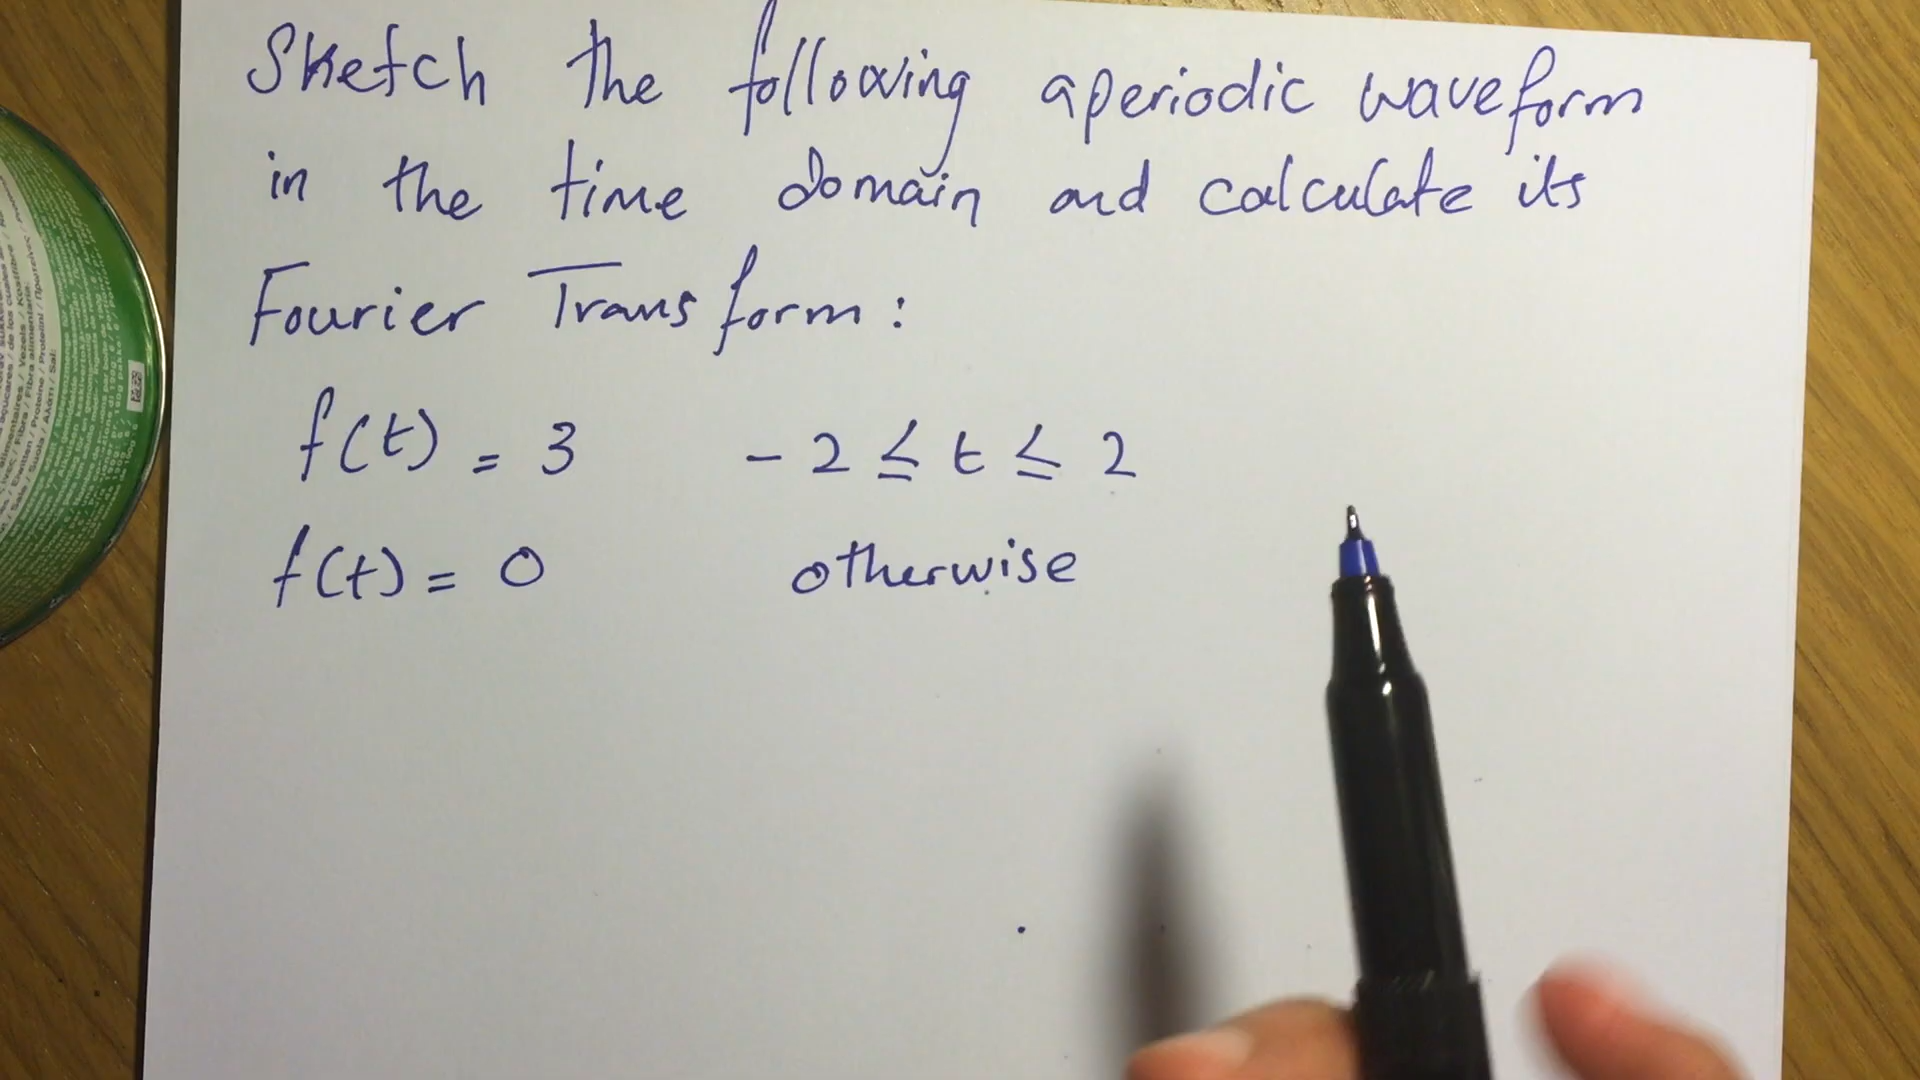 Sketch the following aperiodic waveform
in the time domain and calculate its
Fourier Transform:
f(t) = 3 -2 ≤ t ≤ 2
f(t) = 0 otherwise